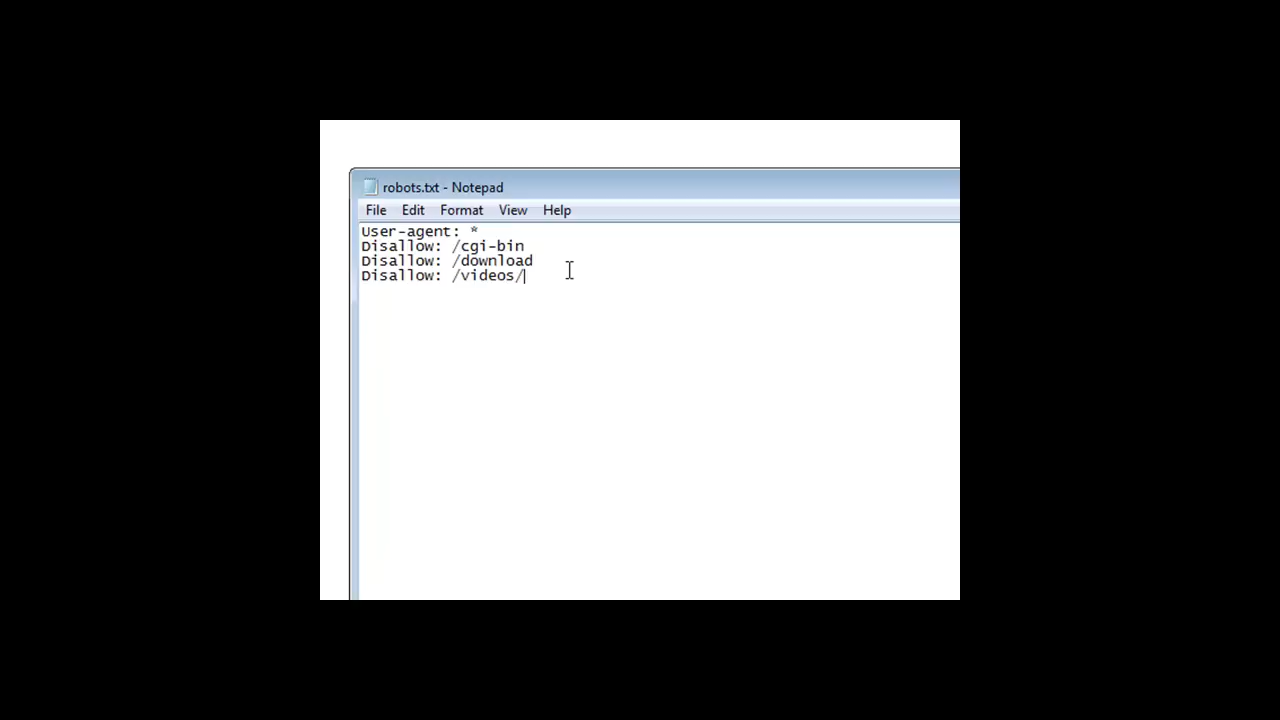 robots.txt - Notepad
File Edit Format View Help
User-agent: *
Disallow: /cgi-bin
Disallow: /download
Disallow: /videos/